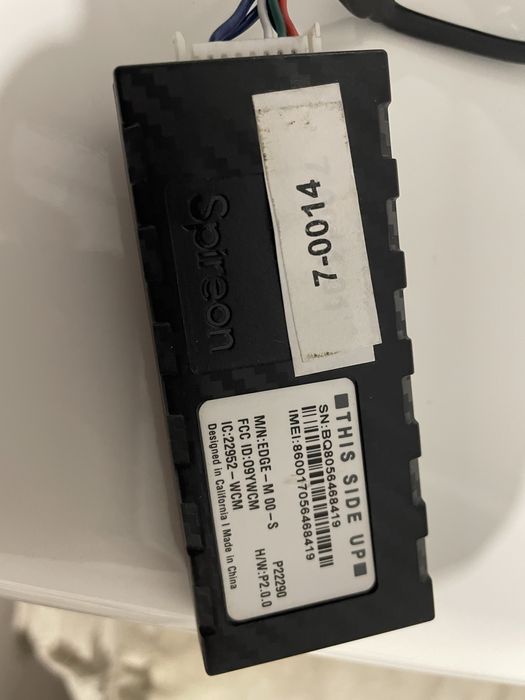 7-0014
Spireon
THIS SIDE UP
SN:BQ8056468419
IMEI:860017056468419
M/N:EDGE-M 00-S P22290
FCC ID:O9YWCM H/W:P2.0.0
IC:22952-WCM
Designed in California | Made in China